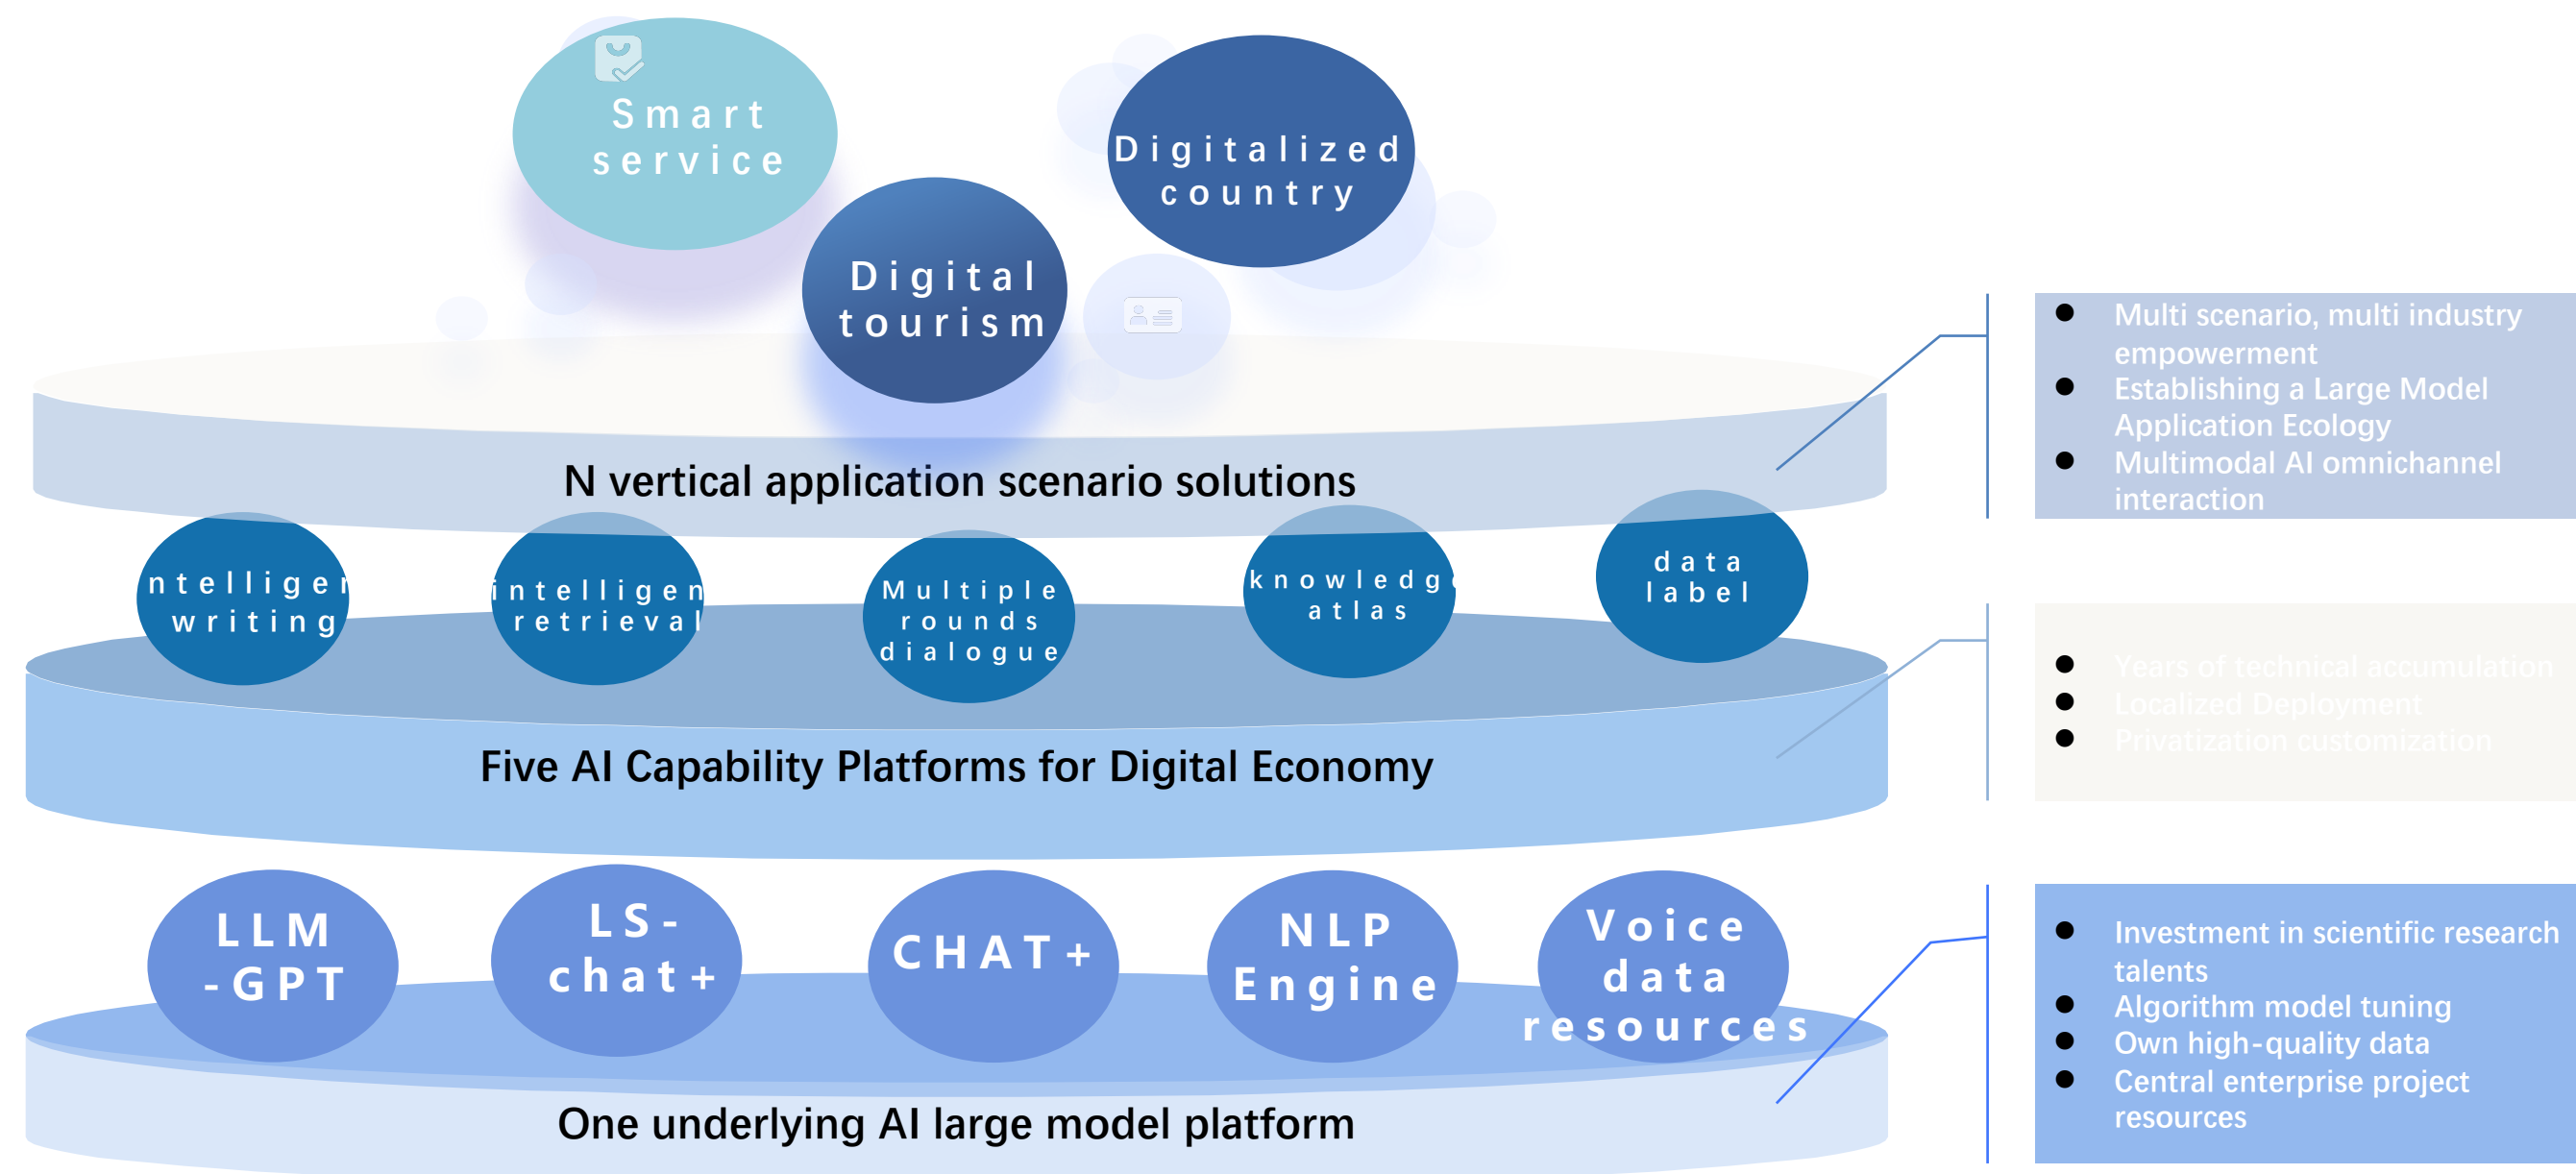 Smart
service
Digitalized
country
Digital
tourism
N vertical application scenario solutions
Multi scenario, multi industry
empowerment
Establishing a Large Model
Application Ecology
Multimodal AI omnichannel
interaction
ntelligen
writing
intelligen
retrieval
Multiple
rounds
dialogue
knowledge
atlas
data
label
Five AI Capability Platforms for Digital Economy
Years of technical accumulation
Localized Deployment
Privatization customization
LLM
-GPT
LS-
chat+
CHAT+
NLP
Engine
Voice
data
resources
One underlying AI large model platform
Investment in scientific research
talents
Algorithm model tuning
Own high-quality data
Central enterprise project
resources